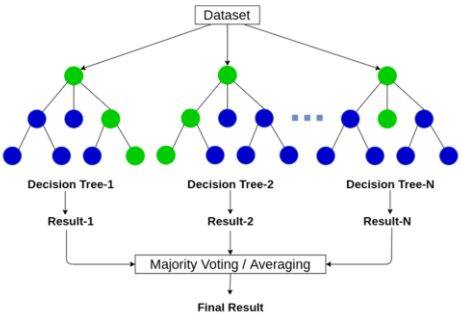 Dataset
Decision Tree-1
Decision Tree-2
Decision Tree-N
Result-1
Result-2
Result-N
Majority Voting / Averaging
Final Result